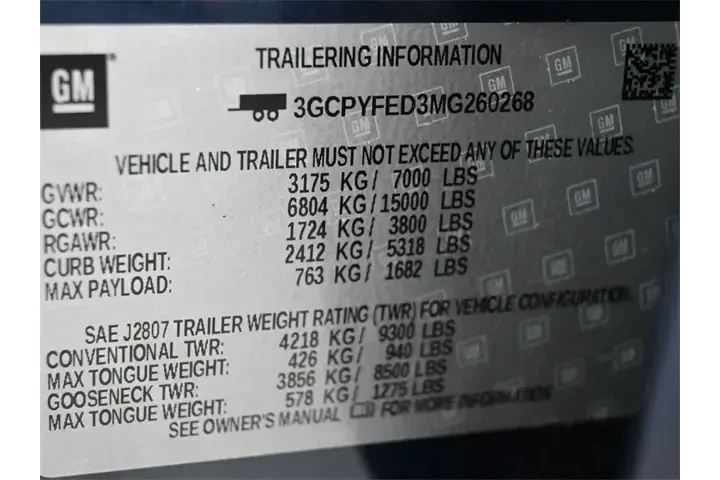 GM
TRAILERING INFORMATION
3GCPYFED3MG260268
VEHICLE AND TRAILER MUST NOT EXCEED ANY OF THESE VALUES.
GVWR: 3175 KG / 7000 LBS
GCWR: 6804 KG / 15000 LBS
RGAWR: 1724 KG / 3800 LBS
CURB WEIGHT: 2412 KG / 5318 LBS
MAX PAYLOAD: 763 KG / 1682 LBS
SAE J2807 TRAILER WEIGHT RATING (TWR) FOR VEHICLE CONFIGURATION
CONVENTIONAL TWR: 4218 KG / 9300 LBS
MAX TONGUE WEIGHT: 426 KG / 940 LBS
GOOSENECK TWR: 3856 KG / 8500 LBS
MAX TONGUE WEIGHT: 578 KG / 1275 LBS
SEE OWNER'S MANUAL FOR MORE INFORMATION